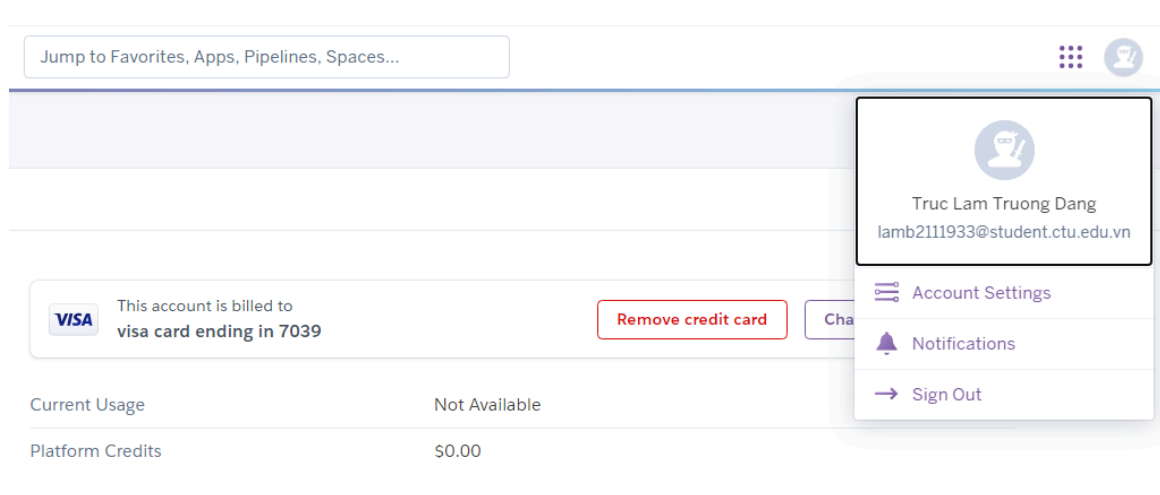 Jump to Favorites, Apps, Pipelines, Spaces...
Truc Lam Truong Dang
lamb2111933@student.ctu.edu.vn
Account Settings
Notifications
Sign Out
VISA
This account is billed to
visa card ending in 7039
Remove credit card
Cha
Current Usage
Not Available
Platform Credits
$0.00